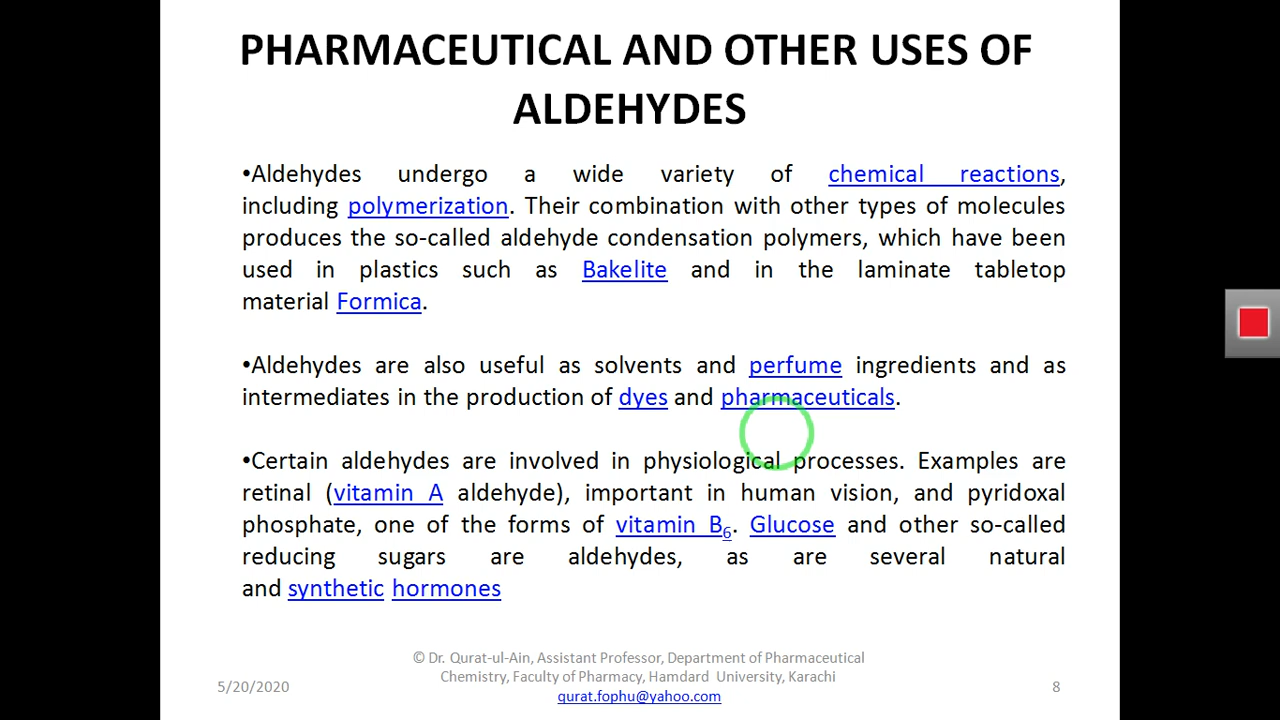 PHARMACEUTICAL AND OTHER USES OF
ALDEHYDES
•Aldehydes undergo a wide variety of chemical reactions,
including polymerization. Their combination with other types of molecules
produces the so-called aldehyde condensation polymers, which have been
used in plastics such as Bakelite and in the laminate tabletop
material Formica.
•Aldehydes are also useful as solvents and perfume ingredients and as
intermediates in the production of dyes and pharmaceuticals.
•Certain aldehydes are involved in physiological processes. Examples are
retinal (vitamin A aldehyde), important in human vision, and pyridoxal
phosphate, one of the forms of vitamin B₆. Glucose and other so-called
reducing sugars are aldehydes, as are several natural
and synthetic hormones
© Dr. Qurat-ul-Ain, Assistant Professor, Department of Pharmaceutical
Chemistry, Faculty of Pharmacy, Hamdard University, Karachi
qurat.fophu@yahoo.com
5/20/2020
8